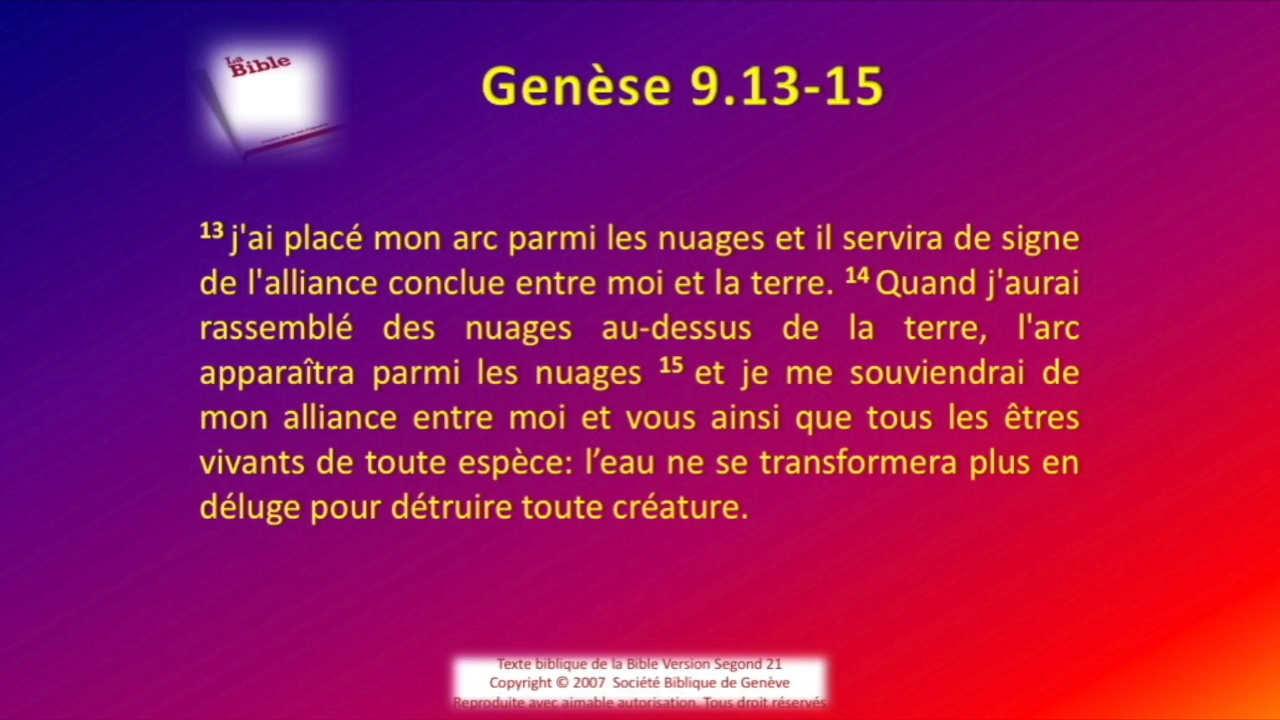 La
Bible
Genèse 9.13-15
13 j'ai placé mon arc parmi les nuages et il servira de signe
de l'alliance conclue entre moi et la terre. 14 Quand j'aurai
rassemblé des nuages au-dessus de la terre, l'arc
apparaîtra parmi les nuages 15 et je me souviendrai de
mon alliance entre moi et vous ainsi que tous les êtres
vivants de toute espèce: l’eau ne se transformera plus en
déluge pour détruire toute créature.
Texte biblique de la Bible Version Segond 21
Copyright © 2007 Société Biblique de Genève
Reproduite avec aimable autorisation. Tous droit réservés